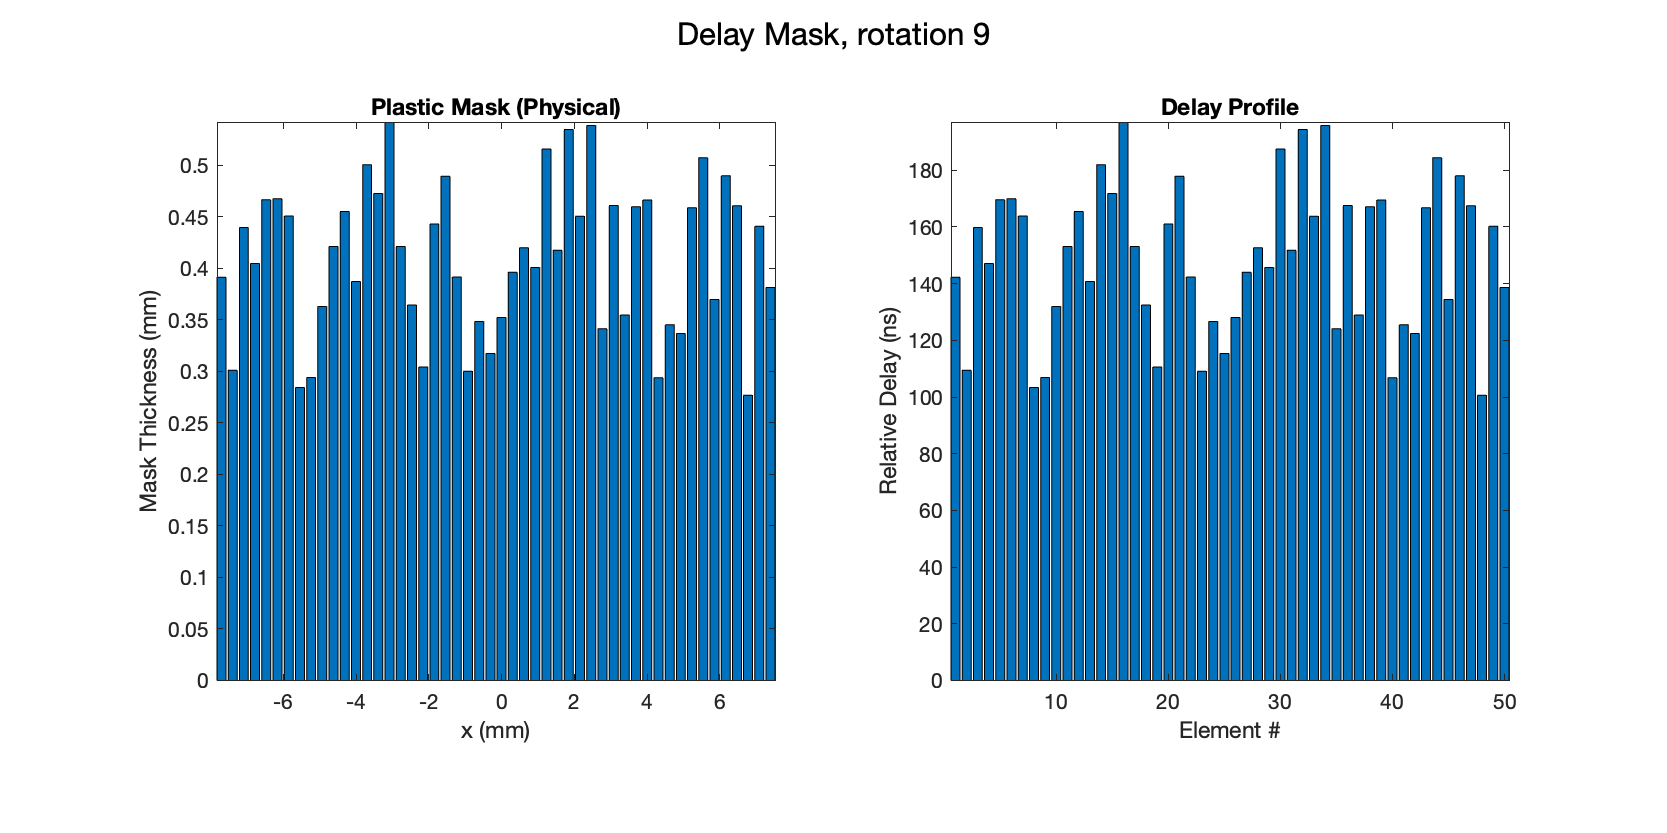 Delay Mask, rotation 9
Plastic Mask (Physical)
Mask Thickness (mm)
0.5
0.45
0.4
0.35
0.3
0.25
0.2
0.15
0.1
0.05
0
-6 -4 -2 0 2 4 6
x (mm)
Delay Profile
Relative Delay (ns)
180
160
140
120
100
80
60
40
20
0
10 20 30 40 50
Element #